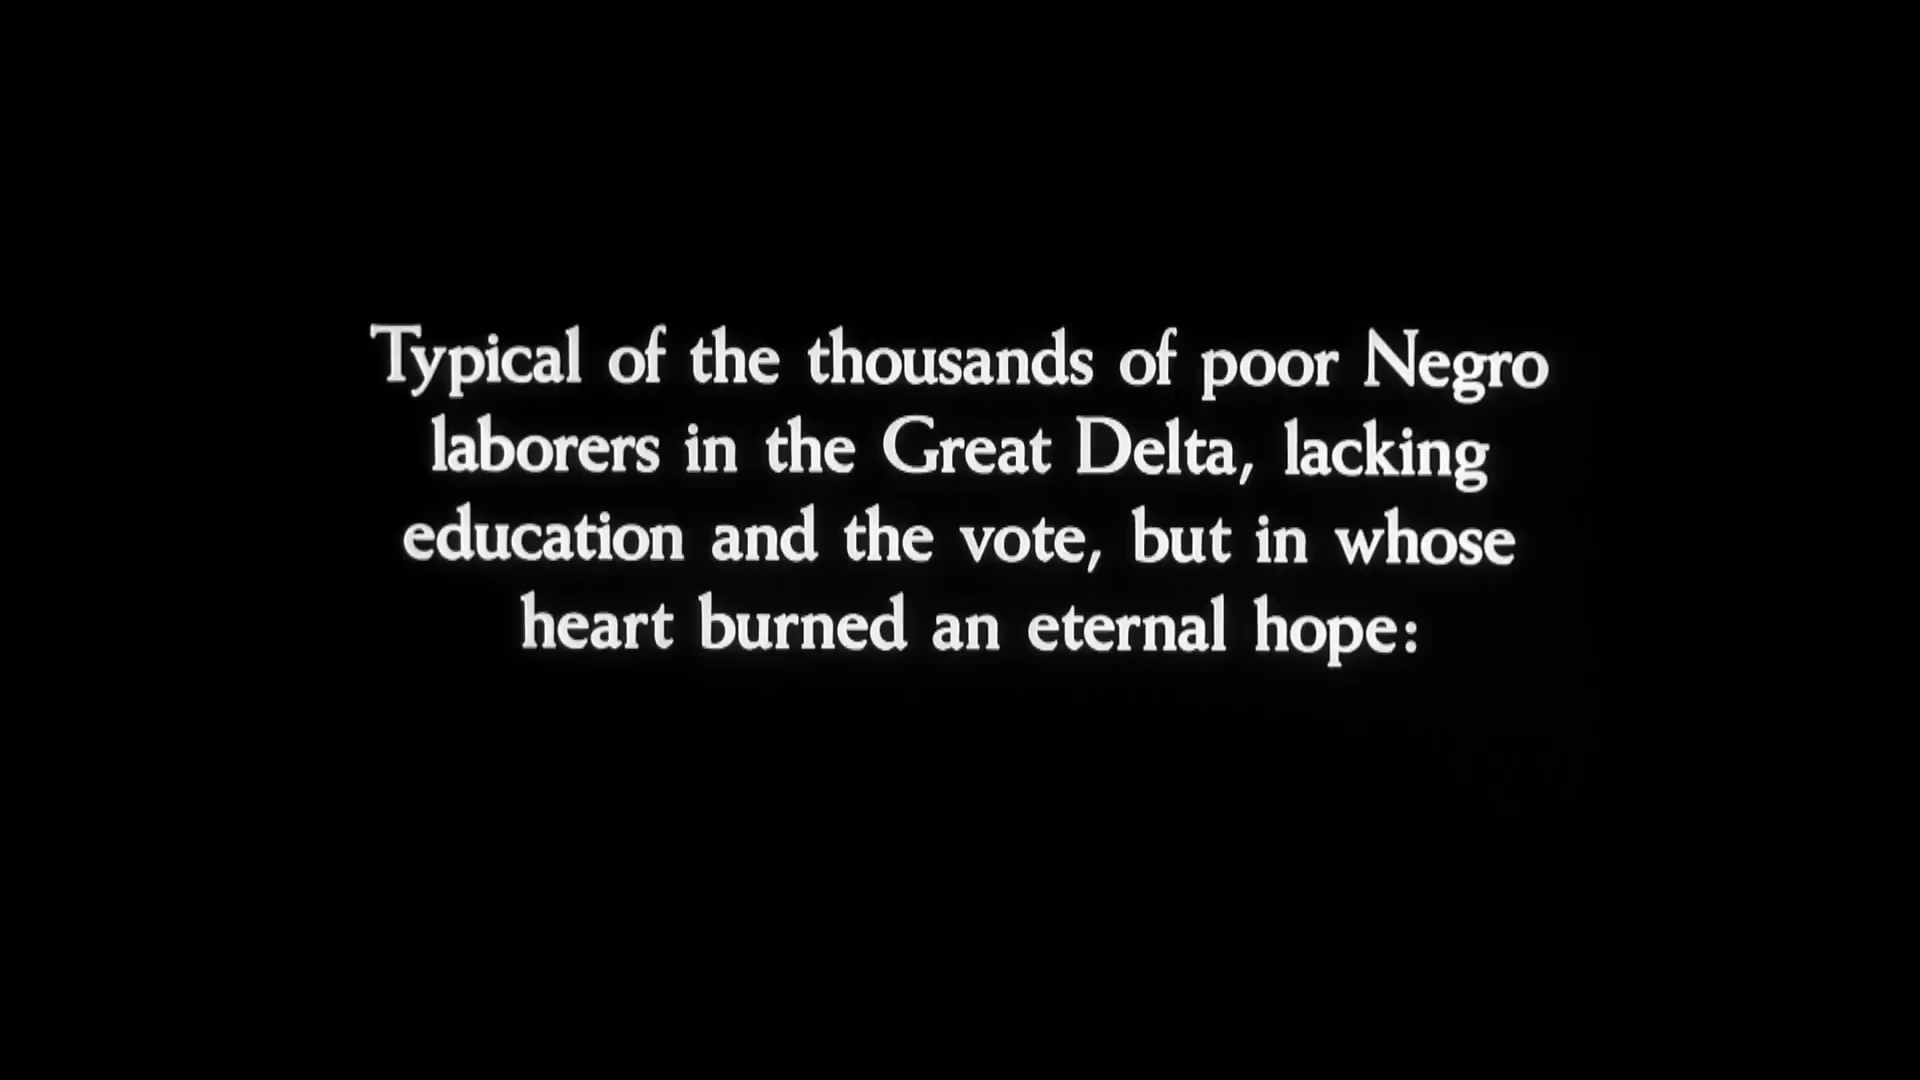 Typical of the thousands of poor Negro
laborers in the Great Delta, lacking
education and the vote, but in whose
heart burned an eternal hope: